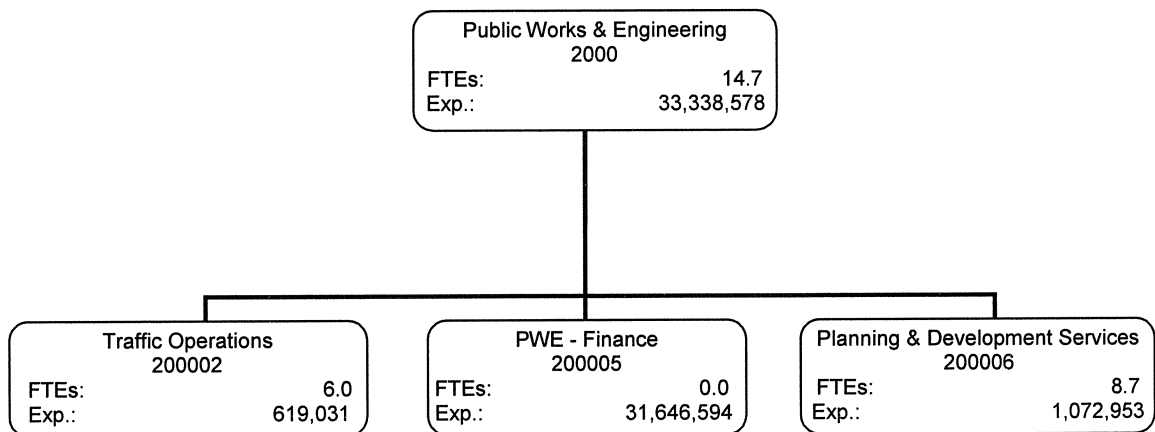 Public Works & Engineering
2000
FTEs: 14.7
Exp.: 33,338,578
Traffic Operations
200002
FTEs: 6.0
Exp.: 619,031
PWE - Finance
200005
FTEs: 0.0
Exp.: 31,646,594
Planning & Development Services
200006
FTEs: 8.7
Exp.: 1,072,953